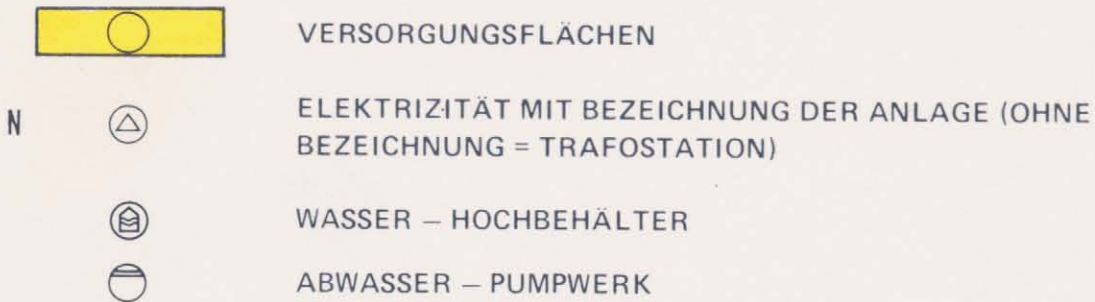 VERSORGUNGSFLÄCHEN
N ELEKTRIZITÄT MIT BEZEICHNUNG DER ANLAGE (OHNE
BEZEICHNUNG = TRAFOSTATION)
WASSER – HOCHBEHÄLTER
ABWASSER – PUMPWERK